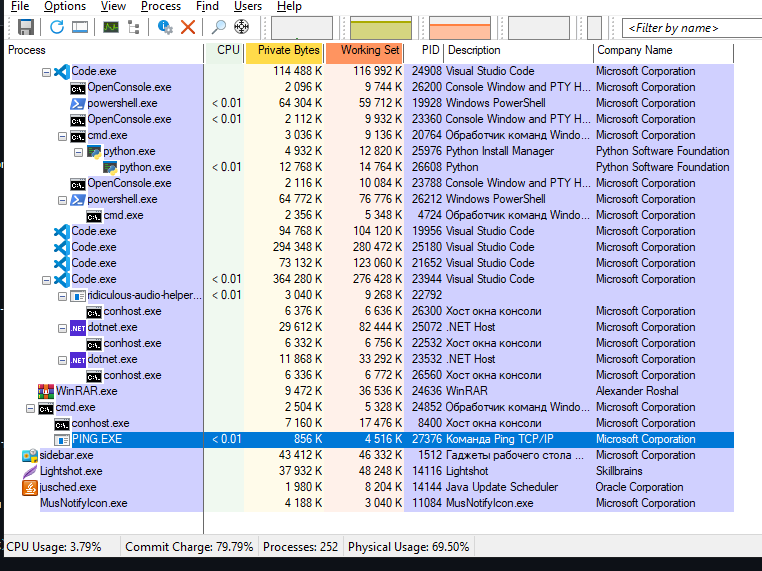 File Options View Process Find Users Help
<Filter by name>
Process CPU Private Bytes Working Set PID Description Company Name
Code.exe 114 488 K 116 992 K 24908 Visual Studio Code Microsoft Corporation
OpenConsole.exe 2 096 K 9 744 K 26200 Console Window and PTY H... Microsoft Corporation
powershell.exe < 0.01 64 304 K 59 712 K 19928 Windows PowerShell Microsoft Corporation
OpenConsole.exe < 0.01 2 112 K 9 932 K 23360 Console Window and PTY H... Microsoft Corporation
cmd.exe 3 036 K 9 136 K 20764 Обработчик команд Windo... Microsoft Corporation
python.exe 4 932 K 12 820 K 25976 Python Install Manager Python Software Foundation
python.exe < 0.01 12 768 K 14 764 K 26608 Python Python Software Foundation
OpenConsole.exe 2 116 K 10 084 K 23788 Console Window and PTY H... Microsoft Corporation
powershell.exe 64 772 K 76 776 K 26212 Windows PowerShell Microsoft Corporation
cmd.exe 2 356 K 5 348 K 4724 Обработчик команд Windo... Microsoft Corporation
Code.exe 94 768 K 104 120 K 19956 Visual Studio Code Microsoft Corporation
Code.exe 294 348 K 280 472 K 25180 Visual Studio Code Microsoft Corporation
Code.exe 73 132 K 123 060 K 21652 Visual Studio Code Microsoft Corporation
Code.exe < 0.01 364 280 K 276 428 K 23944 Visual Studio Code Microsoft Corporation
ridiculous-audio-helper... < 0.01 3 040 K 9 268 K 22792
conhost.exe 6 376 K 6 636 K 26300 Хост окна консоли Microsoft Corporation
dotnet.exe 29 612 K 82 444 K 25072 .NET Host Microsoft Corporation
conhost.exe 6 332 K 6 756 K 22532 Хост окна консоли Microsoft Corporation
dotnet.exe 11 868 K 33 292 K 23532 .NET Host Microsoft Corporation
conhost.exe 6 336 K 6 772 K 26560 Хост окна консоли Microsoft Corporation
WinRAR.exe 9 472 K 36 536 K 24636 WinRAR Alexander Roshal
cmd.exe 2 504 K 5 328 K 24852 Обработчик команд Windo... Microsoft Corporation
conhost.exe 7 160 K 17 476 K 8400 Хост окна консоли Microsoft Corporation
PING.EXE < 0.01 856 K 4 516 K 27376 Команда Ping TCP/IP Microsoft Corporation
sidebar.exe 43 412 K 46 332 K 1512 Гаджеты рабочего стола ... Microsoft Corporation
Lightshot.exe 37 932 K 48 248 K 14116 Lightshot Skillbrains
jusched.exe 1 980 K 8 204 K 14144 Java Update Scheduler Oracle Corporation
MusNotifyIcon.exe 4 188 K 3 040 K 11084 MusNotifyIcon.exe Microsoft Corporation
CPU Usage: 3.79% Commit Charge: 79.79% Processes: 252 Physical Usage: 69.50%